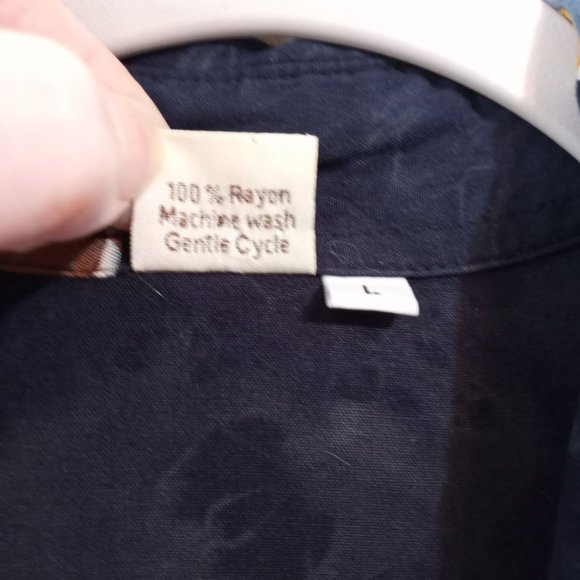 100 % Rayon
Machine wash
Gentle Cycle
L